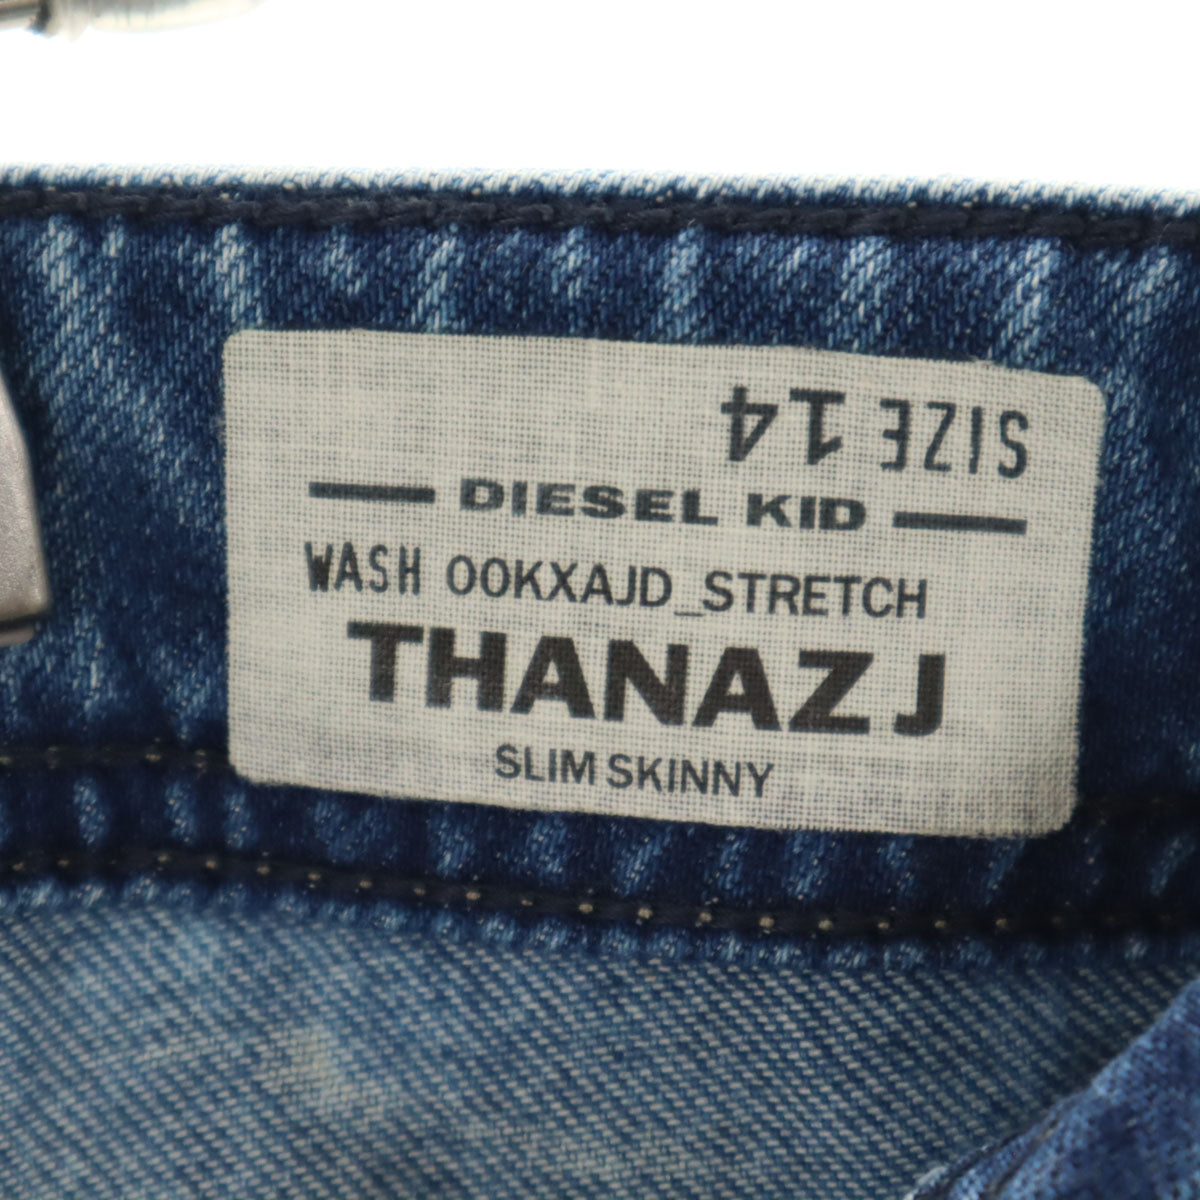 SIZE 14
DIESEL KID
WASH 00KXAJD_STRETCH
THANAZ J
SLIM SKINNY